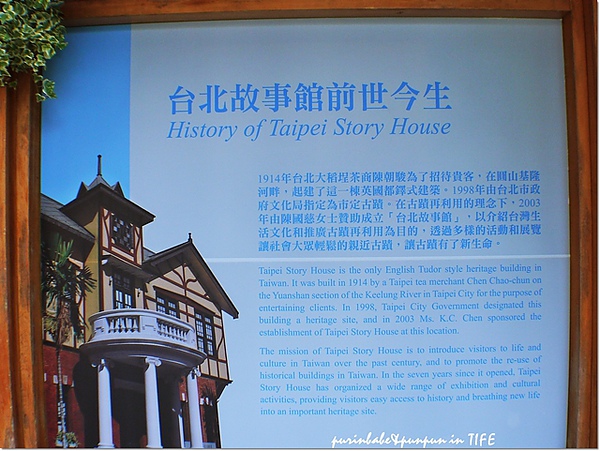 台北故事館前世今生
History of Taipei Story House
1914年台北大稻埕茶商陳朝駿為了招待貴客，在圓山基隆
河畔，起建了這一棟英國都鐸式建築。1998年由台北市政
府文化局指定為市定古蹟。在古蹟再利用的理念下，2003
年由陳國慈女士贊助成立「台北故事館」，以介紹台灣生
活文化和推廣古蹟再利用為目的，透過多樣的活動和展覽
讓社會大眾輕鬆的親近古蹟，讓古蹟有了新生命。
Taipei Story House is the only English Tudor style heritage building in
Taiwan. It was built in 1914 by a Taipei tea merchant Chen Chao-chun on
the Yuanshan section of the Keelung River in Taipei City for the purpose of
entertaining clients. In 1998, Taipei City Government designated this
building a heritage site, and in 2003 Ms. K.C. Chen sponsored the
establishment of Taipei Story House at this location.
The mission of Taipei Story House is to introduce visitors to life and
culture in Taiwan over the past century, and to promote the re-use of
historical buildings in Taiwan. In the seven years since it opened, Taipei
Story House has organized a wide range of exhibition and cultural
activities, providing visitors easy access to history and breathing new life
into an important heritage site.
purinbabe&punpun in TIFE